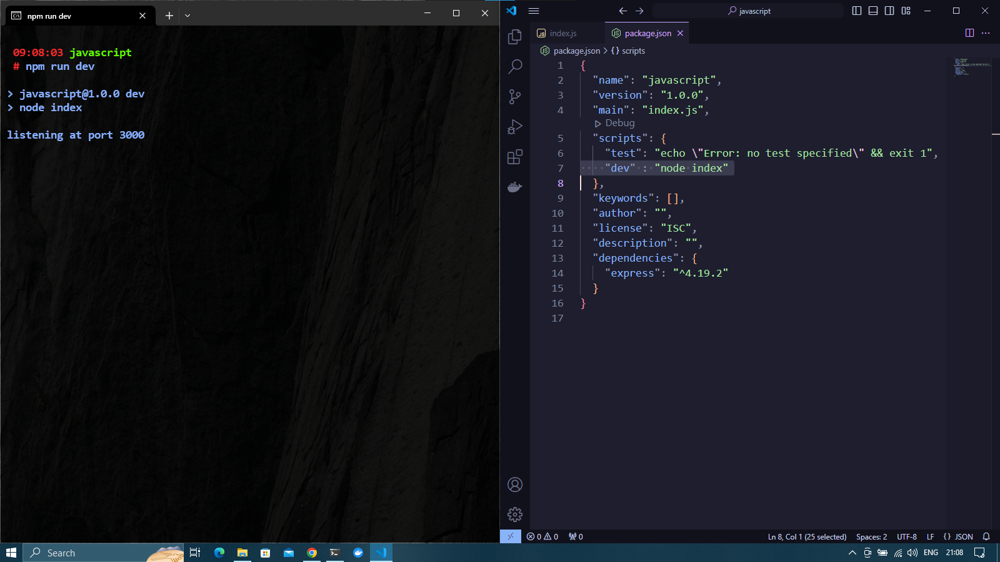 npm run dev
09:08:03 javascript
# npm run dev
> javascript@1.0.0 dev
> node index
listening at port 3000
javascript
index.js
package.json
package.json > {} scripts
1 {
2 "name": "javascript",
3 "version": "1.0.0",
4 "main": "index.js",
Debug
5 "scripts": {
6 "test": "echo \"Error: no test specified\" && exit 1",
7 "dev" : "node index"
8 },
9 "keywords": [],
10 "author": "",
11 "license": "ISC",
12 "description": "",
13 "dependencies": {
14 "express": "^4.19.2"
15 }
16 }
17
0 0 0
Ln 8, Col 1 (25 selected) Spaces: 2 UTF-8 LF {} JSON
Search
ENG 21:08